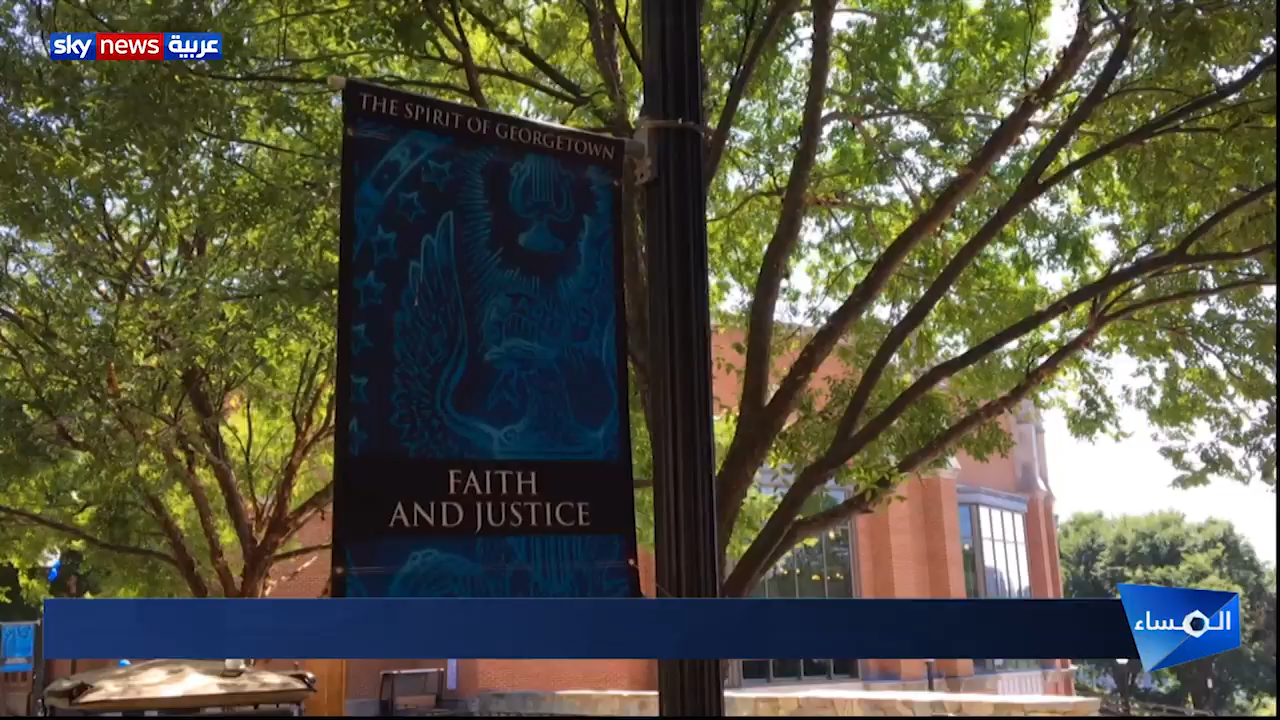 sky news عربية
THE SPIRIT OF GEORGETOWN
FAITH
AND JUSTICE
المساء